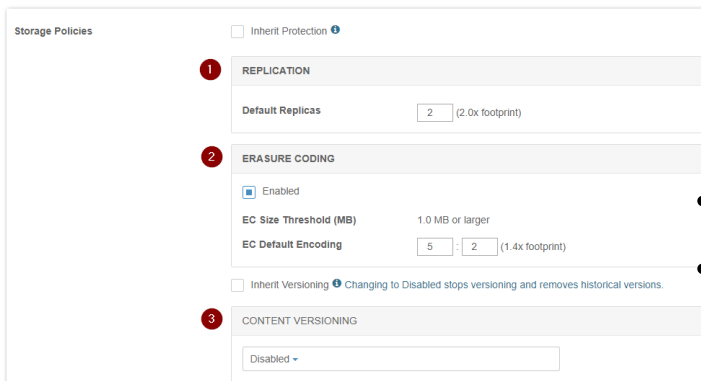 Storage Policies
Inherit Protection
1 REPLICATION
Default Replicas 2 (2.0x footprint)
2 ERASURE CODING
Enabled
EC Size Threshold (MB) 1.0 MB or larger
EC Default Encoding 5 : 2 (1.4x footprint)
Inherit Versioning Changing to Disabled stops versioning and removes historical versions.
3 CONTENT VERSIONING
Disabled